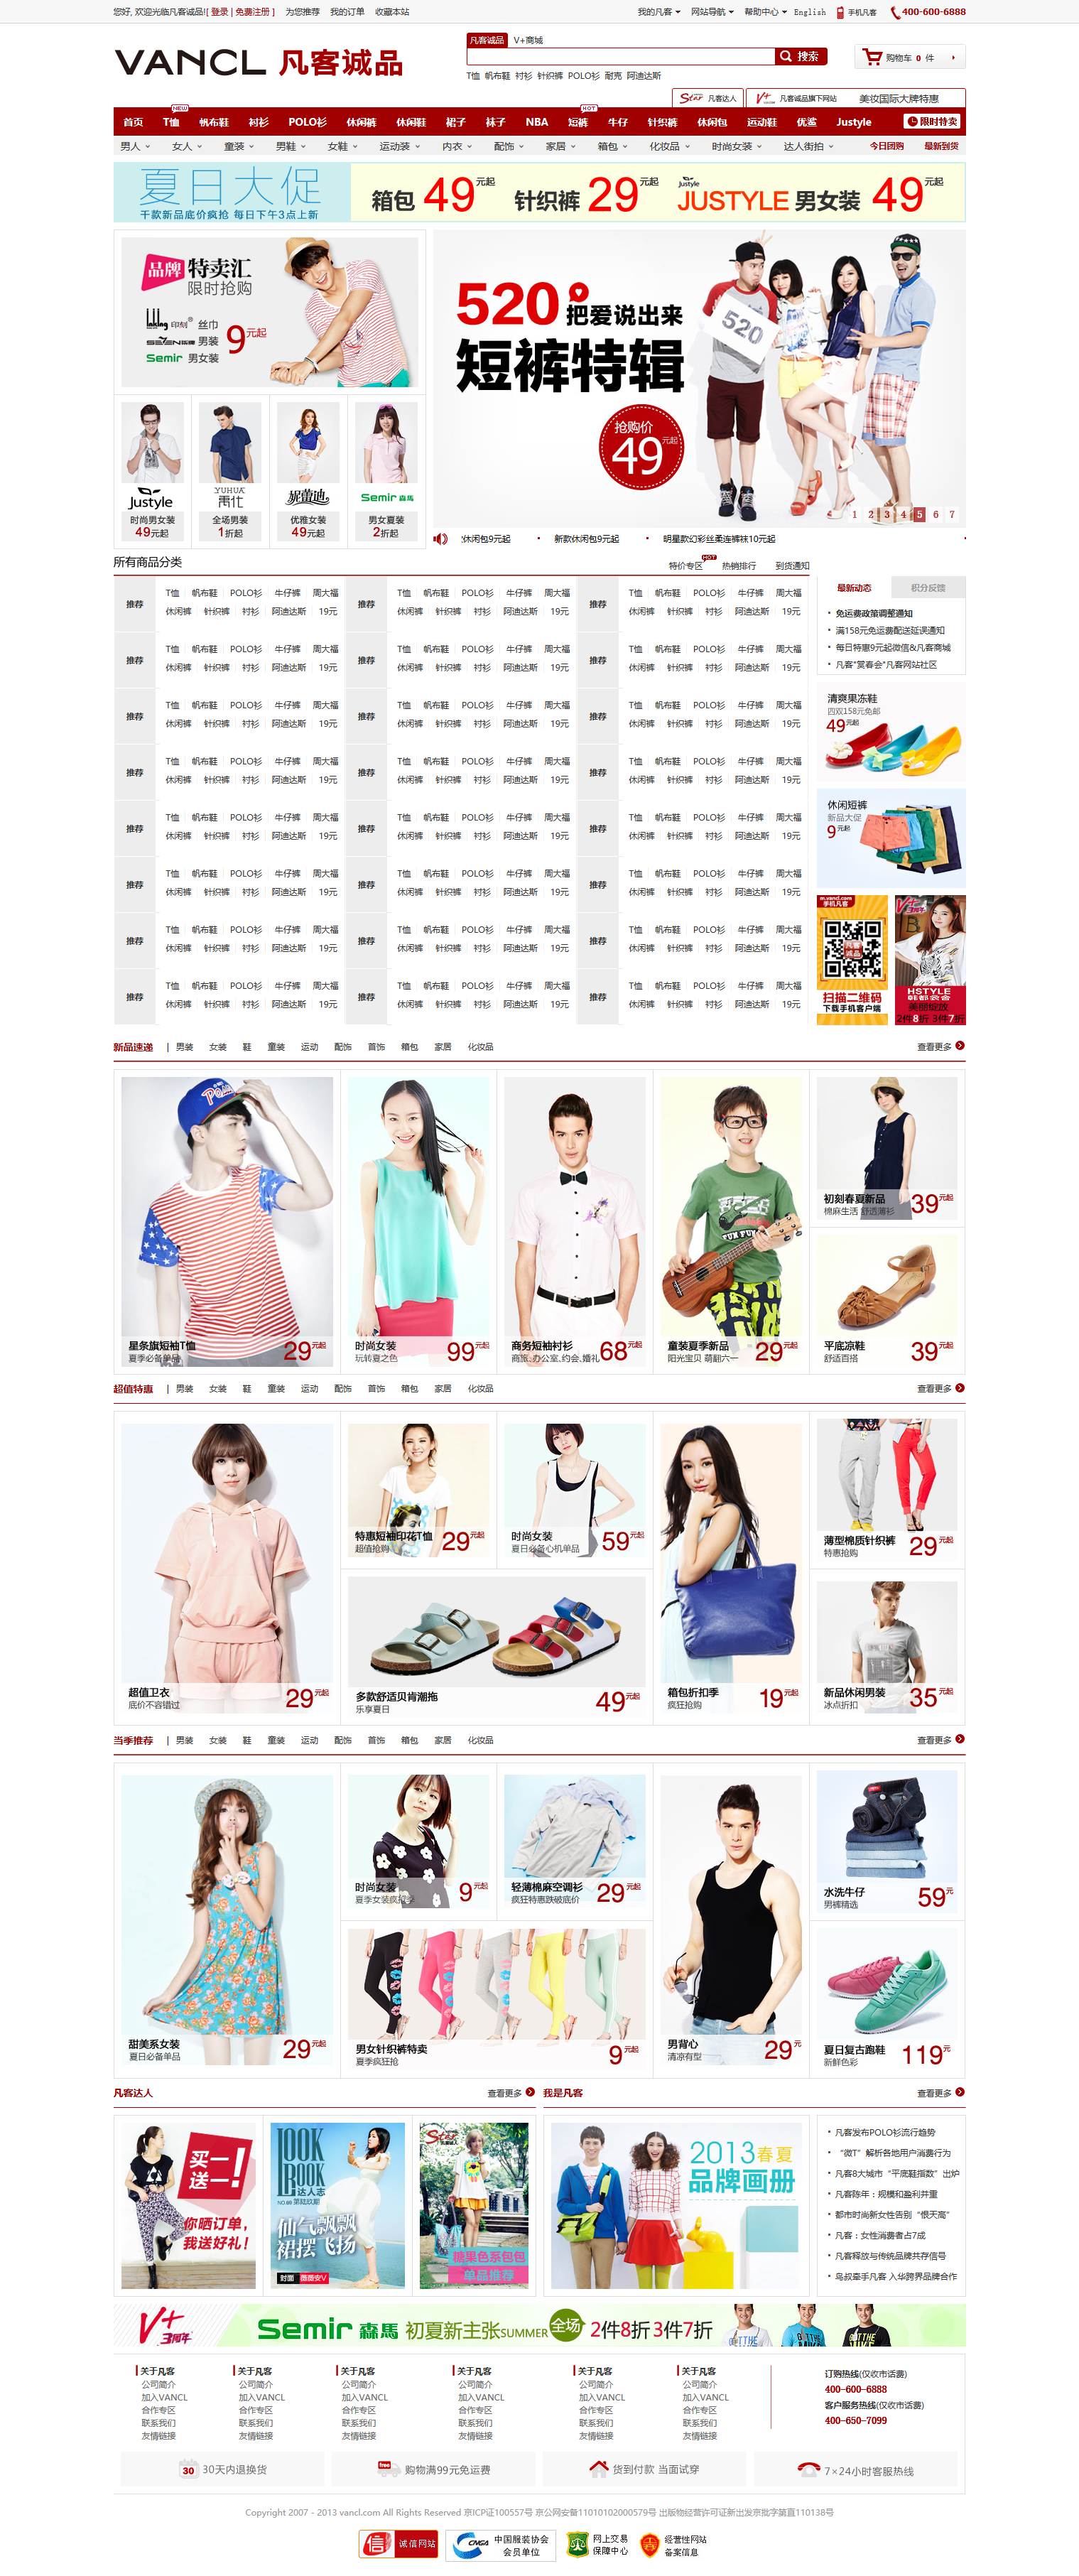 您好, 欢迎光临凡客诚品![ 登录 | 免费注册 ] 为您推荐 我的订单 收藏本站
我的凡客 网站导航 帮助中心 English 手机凡客 400-600-6888
VANCL 凡客诚品
凡客诚品 V+商城
搜索
购物车 0 件
T恤 帆布鞋 衬衫 针织裤 POLO衫 耐克 阿迪达斯
Star 凡客达人 V+ 凡客诚品旗下网站 美妆国际大牌特惠
NEW HOT
首页 T恤 帆布鞋 衬衫 POLO衫 休闲裤 休闲鞋 裙子 袜子 NBA 短裤 牛仔 针织裤 休闲包 运动鞋 优鲨 Justyle 限时特卖
男人 女人 童装 男鞋 女鞋 运动装 内衣 配饰 家居 箱包 化妆品 时尚女装 达人街拍 今日团购 最新到货
夏日大促
千款新品底价疯抢 每日下午3点上新
箱包 49元起 针织裤 29元起 Justyle JUSTYLE 男女装 49元起
品牌 特卖汇
限时抢购
印刻 丝巾
男装
Semir 男女装
9元起
520 把爱说出来
短裤特辑
抢购价
49元起
520
1 2 3 4 5 6 7
Justyle
时尚男女装
49元起
全场男装
1折起
优雅女装
49元起
Semir 森馬
男女夏装
2折起
休闲包9元起 • 新款休闲包9元起 • 明星款幻彩丝柔连裤袜10元起 •
所有商品分类
特价专区 HOT 热销排行 到货通知
推荐 T恤 帆布鞋 POLO衫 牛仔裤 周大福 推荐 T恤 帆布鞋 POLO衫 牛仔裤 周大福 推荐 T恤 帆布鞋 POLO衫 牛仔裤 周大福
休闲裤 针织裤 衬衫 阿迪达斯 19元 休闲裤 针织裤 衬衫 阿迪达斯 19元 休闲裤 针织裤 衬衫 阿迪达斯 19元
推荐 T恤 帆布鞋 POLO衫 牛仔裤 周大福 推荐 T恤 帆布鞋 POLO衫 牛仔裤 周大福 推荐 T恤 帆布鞋 POLO衫 牛仔裤 周大福
休闲裤 针织裤 衬衫 阿迪达斯 19元 休闲裤 针织裤 衬衫 阿迪达斯 19元 休闲裤 针织裤 衬衫 阿迪达斯 19元
推荐 T恤 帆布鞋 POLO衫 牛仔裤 周大福 推荐 T恤 帆布鞋 POLO衫 牛仔裤 周大福 推荐 T恤 帆布鞋 POLO衫 牛仔裤 周大福
休闲裤 针织裤 衬衫 阿迪达斯 19元 休闲裤 针织裤 衬衫 阿迪达斯 19元 休闲裤 针织裤 衬衫 阿迪达斯 19元
推荐 T恤 帆布鞋 POLO衫 牛仔裤 周大福 推荐 T恤 帆布鞋 POLO衫 牛仔裤 周大福 推荐 T恤 帆布鞋 POLO衫 牛仔裤 周大福
休闲裤 针织裤 衬衫 阿迪达斯 19元 休闲裤 针织裤 衬衫 阿迪达斯 19元 休闲裤 针织裤 衬衫 阿迪达斯 19元
推荐 T恤 帆布鞋 POLO衫 牛仔裤 周大福 推荐 T恤 帆布鞋 POLO衫 牛仔裤 周大福 推荐 T恤 帆布鞋 POLO衫 牛仔裤 周大福
休闲裤 针织裤 衬衫 阿迪达斯 19元 休闲裤 针织裤 衬衫 阿迪达斯 19元 休闲裤 针织裤 衬衫 阿迪达斯 19元
推荐 T恤 帆布鞋 POLO衫 牛仔裤 周大福 推荐 T恤 帆布鞋 POLO衫 牛仔裤 周大福 推荐 T恤 帆布鞋 POLO衫 牛仔裤 周大福
休闲裤 针织裤 衬衫 阿迪达斯 19元 休闲裤 针织裤 衬衫 阿迪达斯 19元 休闲裤 针织裤 衬衫 阿迪达斯 19元
推荐 T恤 帆布鞋 POLO衫 牛仔裤 周大福 推荐 T恤 帆布鞋 POLO衫 牛仔裤 周大福 推荐 T恤 帆布鞋 POLO衫 牛仔裤 周大福
休闲裤 针织裤 衬衫 阿迪达斯 19元 休闲裤 针织裤 衬衫 阿迪达斯 19元 休闲裤 针织裤 衬衫 阿迪达斯 19元
推荐 T恤 帆布鞋 POLO衫 牛仔裤 周大福 推荐 T恤 帆布鞋 POLO衫 牛仔裤 周大福 推荐 T恤 帆布鞋 POLO衫 牛仔裤 周大福
休闲裤 针织裤 衬衫 阿迪达斯 19元 休闲裤 针织裤 衬衫 阿迪达斯 19元 休闲裤 针织裤 衬衫 阿迪达斯 19元
最新动态 积分反馈
• 免运费政策调整通知
• 满158元免运费配送延误通知
• 每日特惠9元起微信&凡客商城
• 凡客"赏春会"凡客网站社区
清爽果冻鞋
四双158元免邮
49元起
休闲短裤
新品大促
9元起
m.vancl.com
手机凡客
凡客诚品
扫描二维码
下载手机客户端
V+ 3周年
HSTYLE
韩都衣舍
美丽绽放
2件8折 3件7折
新品速递 | 男装 女装 鞋 童装 运动 配饰 首饰 箱包 家居 化妆品 查看更多
星条旗短袖T恤
夏季必备单品
29元起
时尚女装
玩转夏之色
99元起
商务短袖衬衫
商旅.办公室.约会.婚礼
68元起
童装夏季新品
阳光宝贝 萌翻六一
29元起
初刻春夏新品
棉麻生活 舒适薄衫
39元起
平底凉鞋
舒适百搭
39元起
超值特惠 | 男装 女装 鞋 童装 运动 配饰 首饰 箱包 家居 化妆品 查看更多
超值卫衣
底价不容错过
29元起
特惠短袖印花T恤
超值抢购
29元起
时尚女装
夏日必备心机单品
59元起
多款舒适贝肯潮拖
乐享夏日
49元起
箱包折扣季
疯狂抢购
19元起
薄型棉质针织裤
特惠抢购
29元起
新品休闲男装
冰点折扣
35元起
当季推荐 | 男装 女装 鞋 童装 运动 配饰 首饰 箱包 家居 化妆品 查看更多
甜美系女装
夏日必备单品
29元起
时尚女装
9元起
轻薄棉麻空调衫
疯狂特惠跌破底价
29元起
男女针织裤特卖
夏季疯狂抢
9元起
男背心
清凉有型
29元
水洗牛仔
男裤精选
59元
夏日复古跑鞋
新鲜色彩
119元
凡客达人 查看更多 我是凡客 查看更多
买一送一!
你晒订单,
我送好礼!
LOOK BOOK 达人志
仙气飘飘
裙摆飞扬
封面 薇薇安V
Star
糖果色系包包
单品推荐
2013春夏
品牌画册
• 凡客发布POLO衫流行趋势
• “微T”解析各地用户消费行为
• 凡客8大城市“平底鞋指数”出炉
• 凡客陈年：规模和盈利并重
• 都市时尚新女性告别“恨天高”
• 凡客：女性消费者占7成
• 凡客释放与传统品牌共存信号
• 鸟叔牵手凡客 入华跨界品牌合作
V+ 3周年 Semir 森馬 初夏新主张SUMMER 全场 2件8折 3件7折
关于凡客 关于凡客 关于凡客 关于凡客 关于凡客 关于凡客
公司简介 公司简介 公司简介 公司简介 公司简介 公司简介
加入VANCL 加入VANCL 加入VANCL 加入VANCL 加入VANCL 加入VANCL
合作专区 合作专区 合作专区 合作专区 合作专区 合作专区
联系我们 联系我们 联系我们 联系我们 联系我们 联系我们
友情链接 友情链接 友情链接 友情链接 友情链接 友情链接
订购热线(仅收市话费)
400-600-6888
客户服务热线(仅收市话费)
400-650-7099
30 30天内退换货 free 购物满99元免运费 货到付款 当面试穿 7×24小时客服热线
Copyright 2007 - 2013 vancl.com All Rights Reserved 京ICP证100557号 京公网安备11010102000579号 出版物经营许可证新出发京批字第直110138号
信 诚信网站
CNGA 中国服装协会
会员单位
网上交易
保障中心
经营性网站
备案信息